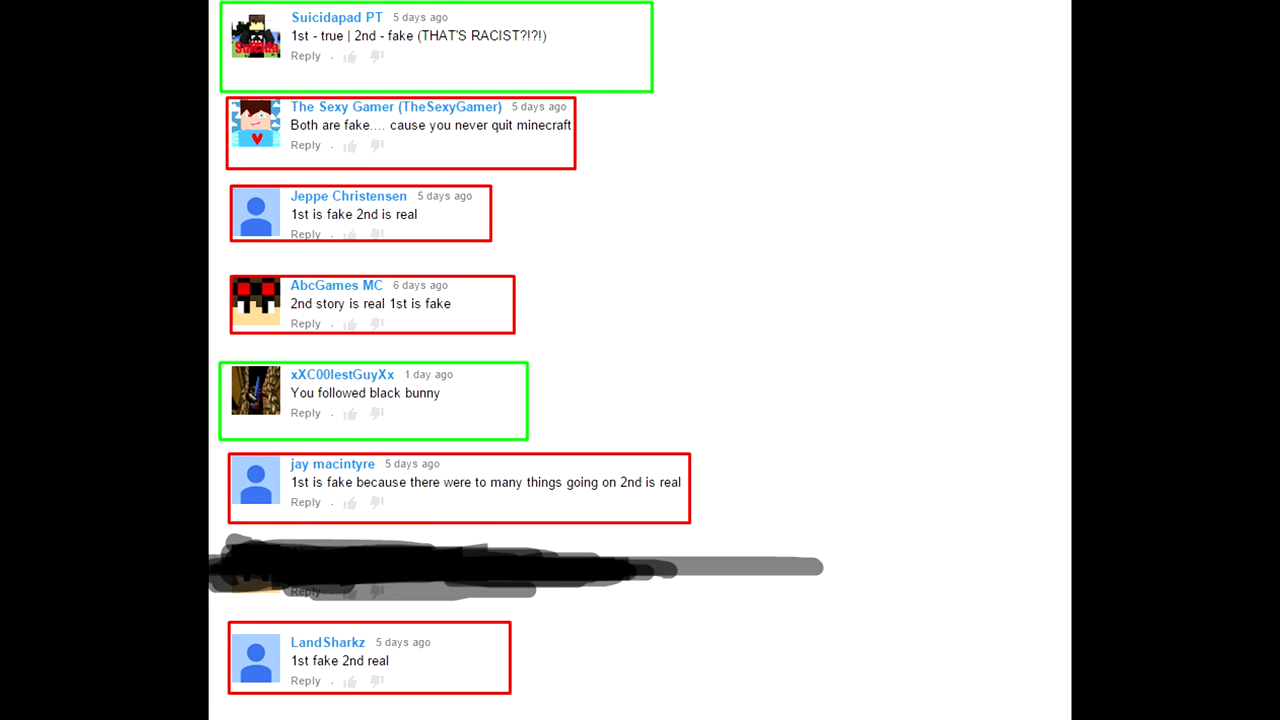 Suicidapad PT 5 days ago
1st - true | 2nd - fake (THAT'S RACIST?!?!)
Reply .
The Sexy Gamer (TheSexyGamer) 5 days ago
Both are fake.... cause you never quit minecraft
Reply .
Jeppe Christensen 5 days ago
1st is fake 2nd is real
Reply .
AbcGames MC 6 days ago
2nd story is real 1st is fake
Reply .
xXC00lestGuyXx 1 day ago
You followed black bunny
Reply .
jay macintyre 5 days ago
1st is fake because there were to many things going on 2nd is real
Reply .
Reply
LandSharkz 5 days ago
1st fake 2nd real
Reply .